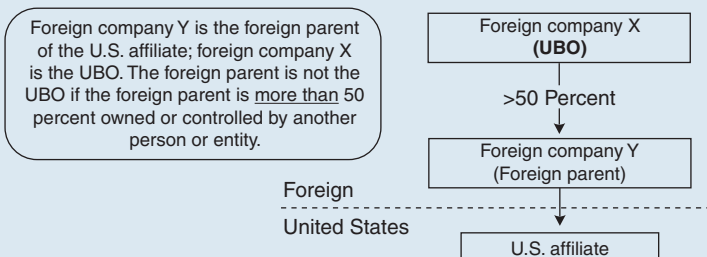 Foreign company Y is the foreign parent
of the U.S. affiliate; foreign company X
is the UBO. The foreign parent is not the
UBO if the foreign parent is more than 50
percent owned or controlled by another
person or entity.
Foreign company X
(UBO)
>50 Percent
Foreign company Y
(Foreign parent)
Foreign
United States
U.S. affiliate